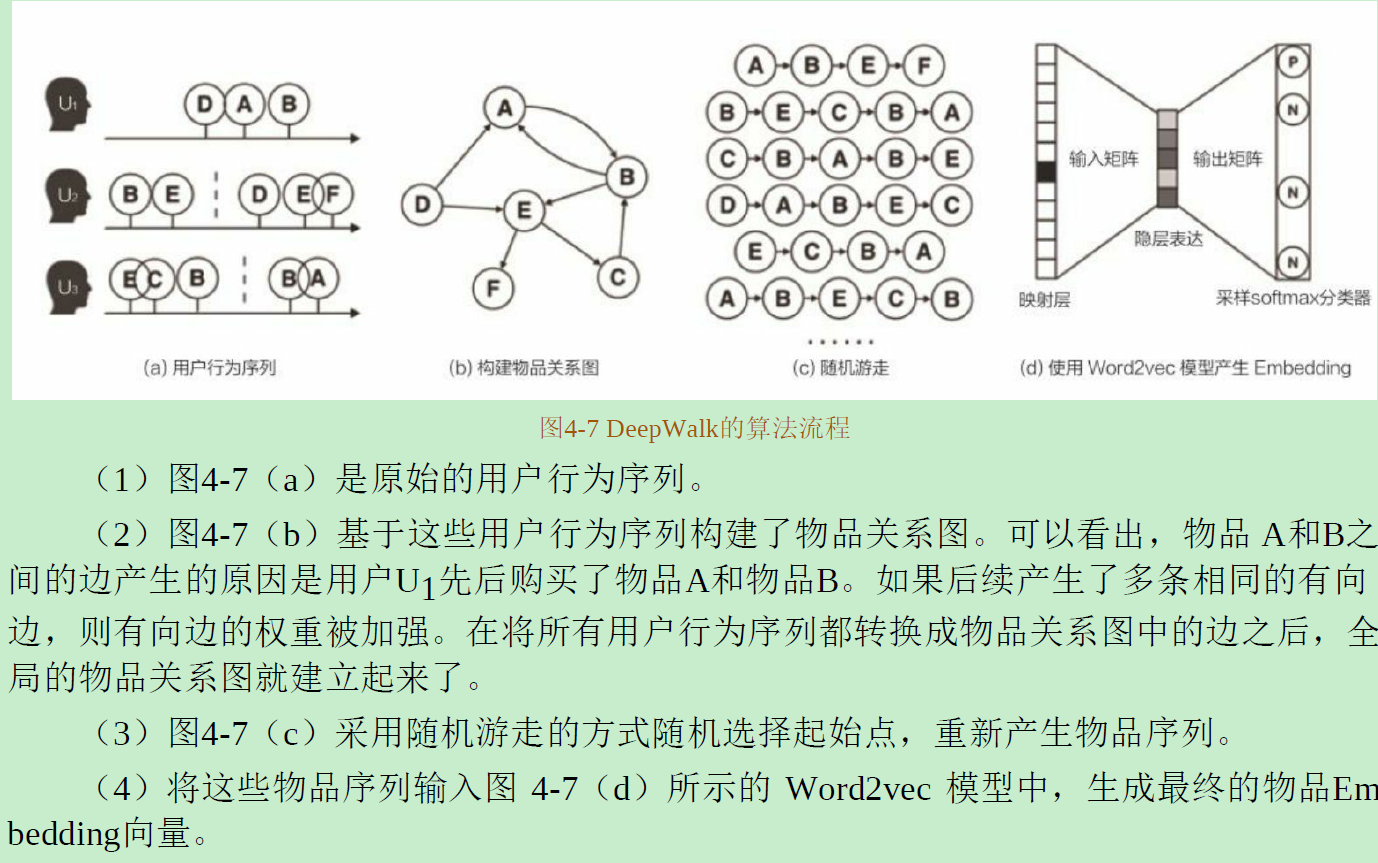 U1 D A B
U2 B E D E F
U3 E C B B A
(a) 用户行为序列
A
B
D
E
F
C
(b) 构建物品关系图
A B E F
B E C B A
C B A B E
D A B E C
E C B A
A B E C B
······
(c) 随机游走
P
N
N
N
输入矩阵
输出矩阵
隐层表达
映射层
采样softmax分类器
(d) 使用 Word2vec 模型产生 Embedding
图4-7 DeepWalk的算法流程
（1）图4-7（a）是原始的用户行为序列。
（2）图4-7（b）基于这些用户行为序列构建了物品关系图。可以看出，物品 A和B之
间的边产生的原因是用户U1先后购买了物品A和物品B。如果后续产生了多条相同的有向
边，则有向边的权重被加强。在将所有用户行为序列都转换成物品关系图中的边之后，全
局的物品关系图就建立起来了。
（3）图4-7（c）采用随机游走的方式随机选择起始点，重新产生物品序列。
（4）将这些物品序列输入图 4-7（d）所示的 Word2vec 模型中，生成最终的物品Em
bedding向量。